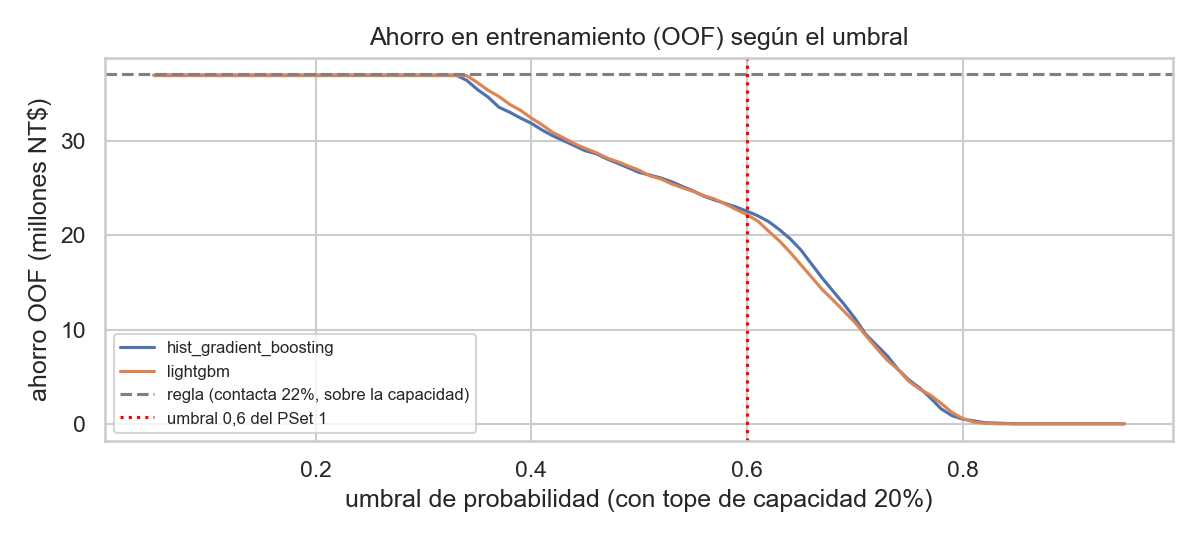 Ahorro en entrenamiento (OOF) según el umbral
ahorro OOF (millones NT$)
30
20
10
0
hist_gradient_boosting
lightgbm
regla (contacta 22%, sobre la capacidad)
umbral 0,6 del PSet 1
0.2 0.4 0.6 0.8
umbral de probabilidad (con tope de capacidad 20%)